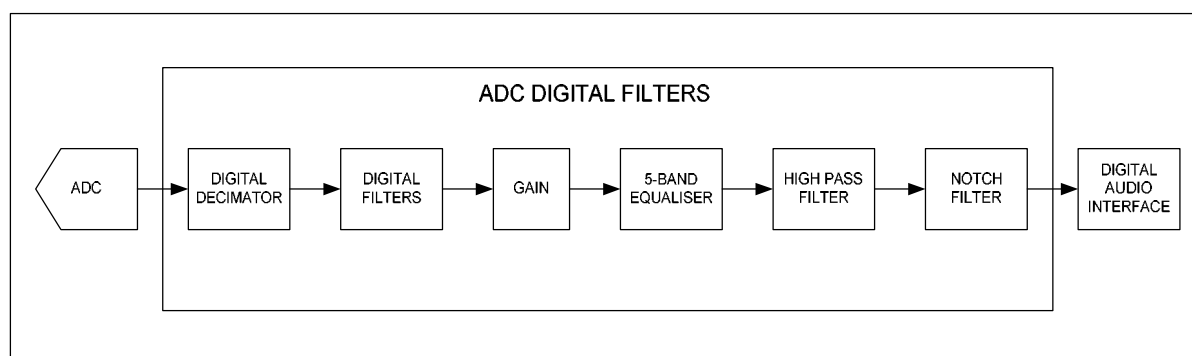 ADC DIGITAL FILTERS
ADC
DIGITAL
DECIMATOR
DIGITAL
FILTERS
GAIN
5-BAND
EQUALISER
HIGH PASS
FILTER
NOTCH
FILTER
DIGITAL
AUDIO
INTERFACE